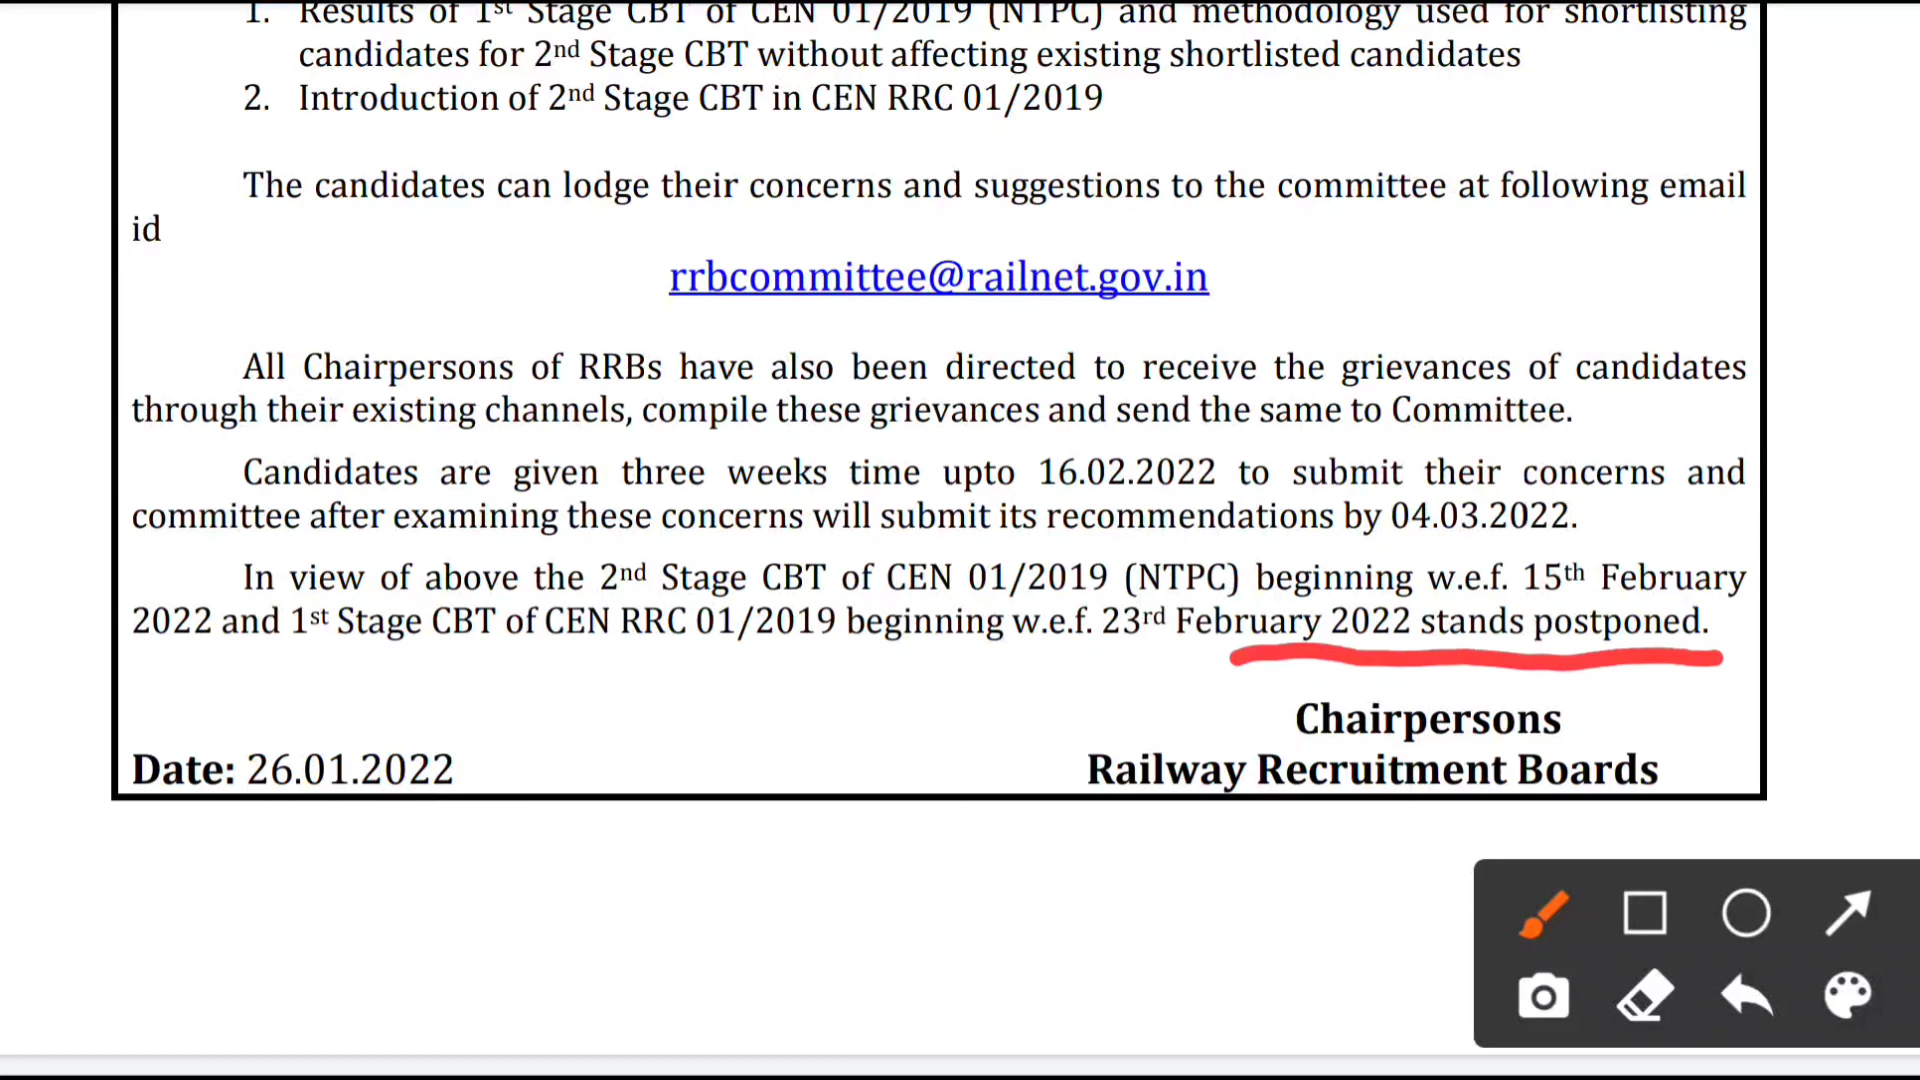 1. Results of 1st Stage CBT of CEN 01/2019 (NTPC) and methodology used for shortlisting
candidates for 2nd Stage CBT without affecting existing shortlisted candidates
2. Introduction of 2nd Stage CBT in CEN RRC 01/2019
The candidates can lodge their concerns and suggestions to the committee at following email
id
rrbcommittee@railnet.gov.in
All Chairpersons of RRBs have also been directed to receive the grievances of candidates
through their existing channels, compile these grievances and send the same to Committee.
Candidates are given three weeks time upto 16.02.2022 to submit their concerns and
committee after examining these concerns will submit its recommendations by 04.03.2022.
In view of above the 2nd Stage CBT of CEN 01/2019 (NTPC) beginning w.e.f. 15th February
2022 and 1st Stage CBT of CEN RRC 01/2019 beginning w.e.f. 23rd February 2022 stands postponed.
Chairpersons
Date: 26.01.2022 Railway Recruitment Boards